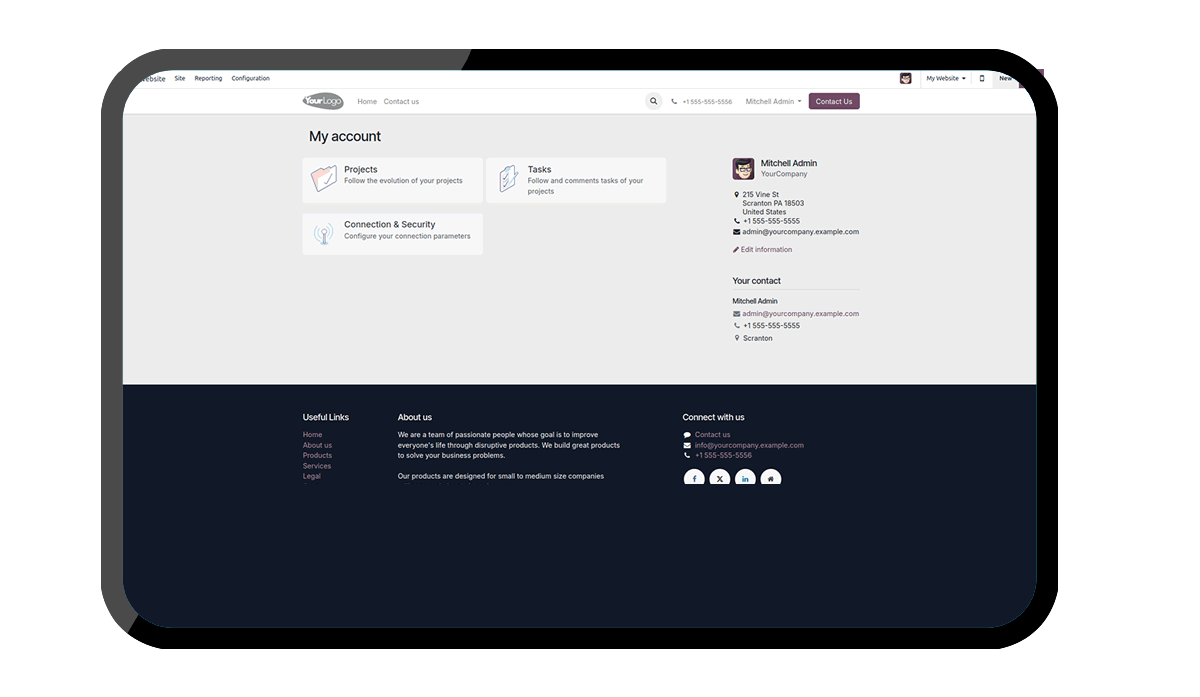 Website Site Reporting Configuration My Website New
YourLogo Home Contact us +1 555-555-5556 Mitchell Admin Contact Us
My account
Projects
Follow the evolution of your projects
Tasks
Follow and comments tasks of your
projects
Connection & Security
Configure your connection parameters
Mitchell Admin
YourCompany
215 Vine St
Scranton PA 18503
United States
+1 555-555-5555
admin@yourcompany.example.com
Edit information
Your contact
Mitchell Admin
admin@yourcompany.example.com
+1 555-555-5555
Scranton
Useful Links
Home
About us
Products
Services
Legal
About us
We are a team of passionate people whose goal is to improve
everyone's life through disruptive products. We build great products
to solve your business problems.
Our products are designed for small to medium size companies
Connect with us
Contact us
info@yourcompany.example.com
+1 555-555-5556